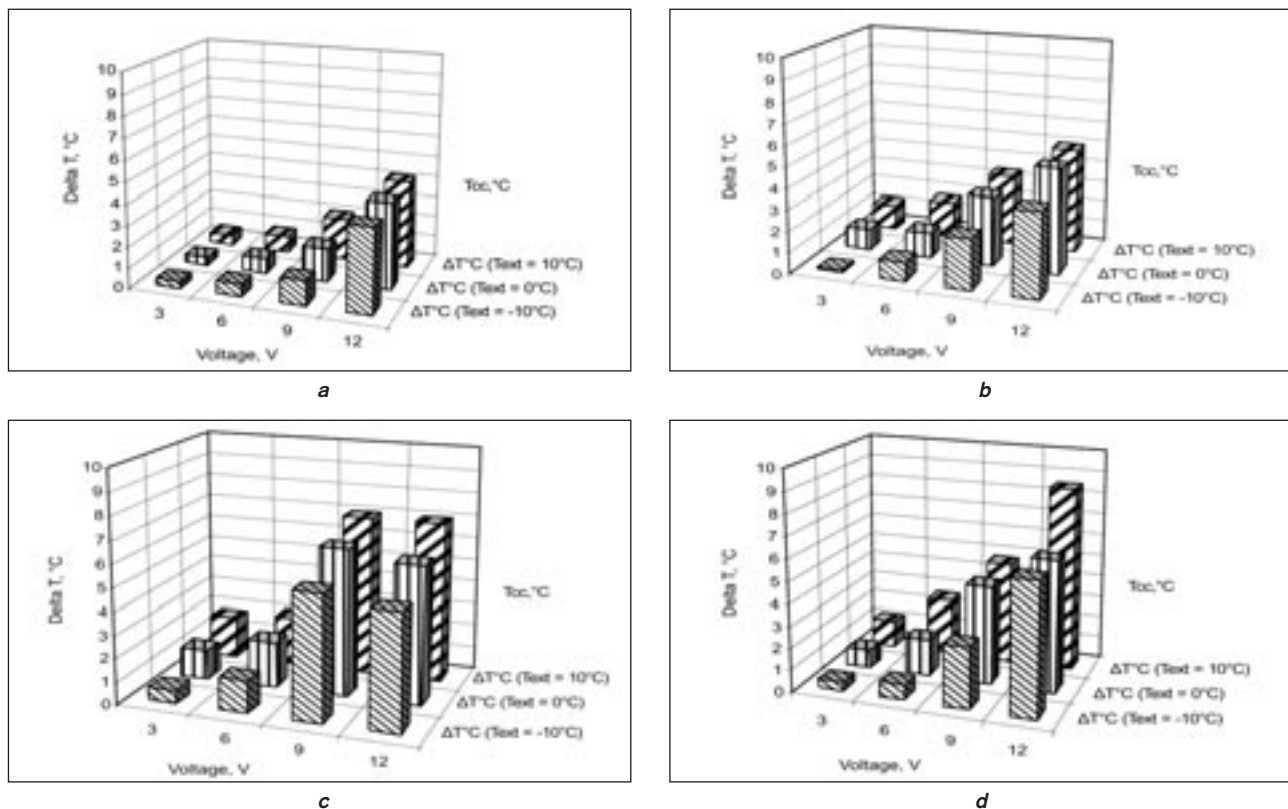 10
9
8
7
6
5
4
3
2
1
0
Delta T, °C
3
6
9
12
Voltage, V
Toc,°C
ΔT°C (Text = 10°C)
ΔT°C (Text = 0°C)
ΔT°C (Text = -10°C)
a
10
9
8
7
6
5
4
3
2
1
0
Delta T, °C
3
6
9
12
Voltage, V
Toc,°C
ΔT°C (Text = 10°C)
ΔT°C (Text = 0°C)
ΔT°C (Text = -10°C)
b
10
9
8
7
6
5
4
3
2
1
0
Delta T, °C
3
6
9
12
Voltage, V
Toc,°C
ΔT°C (Text = 10°C)
ΔT°C (Text = 0°C)
ΔT°C (Text = -10°C)
c
10
9
8
7
6
5
4
3
2
1
0
Delta T, °C
3
6
9
12
Voltage, V
Toc,°C
ΔT°C (Text = 10°C)
ΔT°C (Text = 0°C)
ΔT°C (Text = -10°C)
d